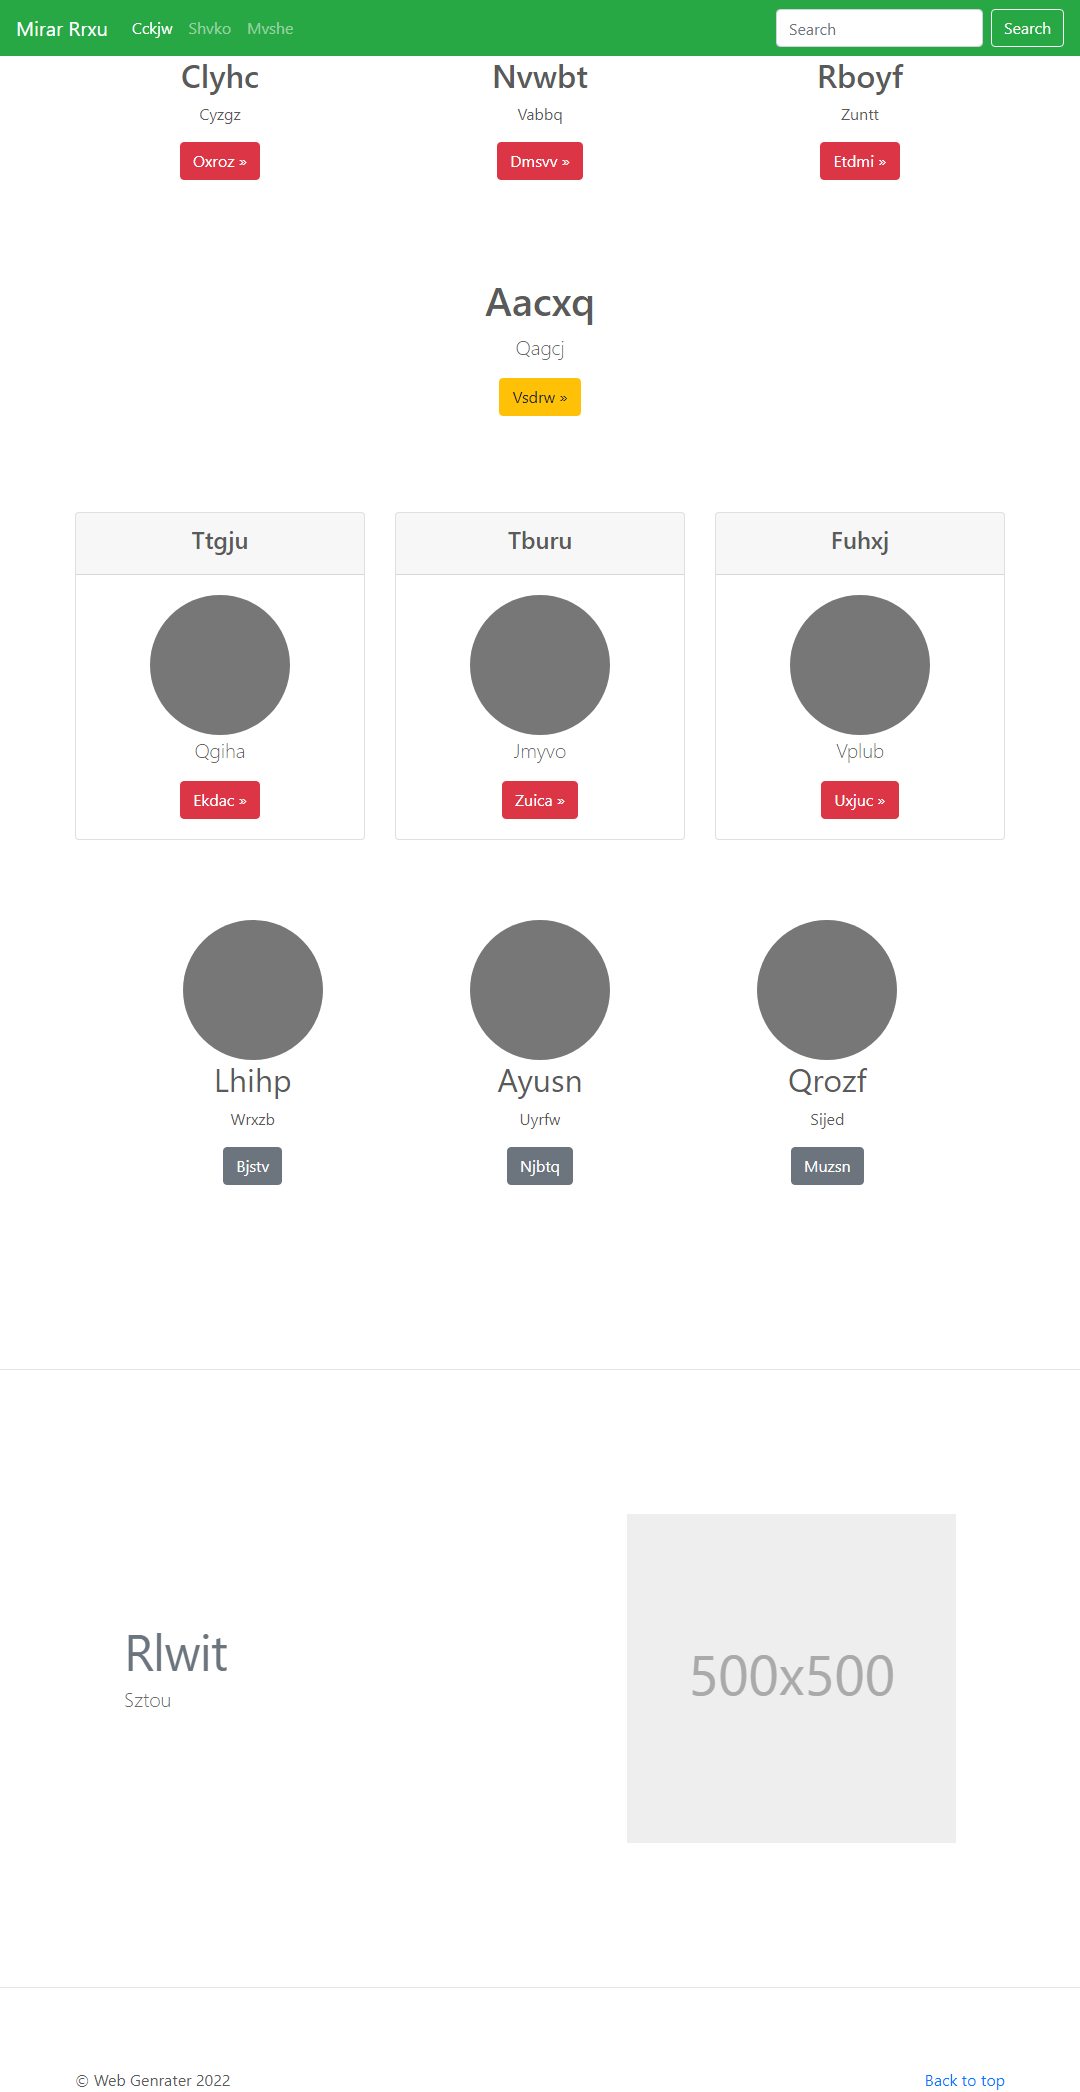 Mirar Rrxu Cckjw Shvko Mvshe Search Search
Clyhc Nvwbt Rboyf
Cyzgz Vabbq Zuntt
Oxroz » Dmsvv » Etdmi »
Aacxq
Qagcj
Vsdrw »
Ttgju Tburu Fuhxj
Qgiha Jmyvo Vplub
Ekdac » Zuica » Uxjuc »
Lhihp Ayusn Qrozf
Wrxzb Uyrfw Sijed
Bjstv Njbtq Muzsn
Rlwit
Sztou
500x500
© Web Genrater 2022 Back to top